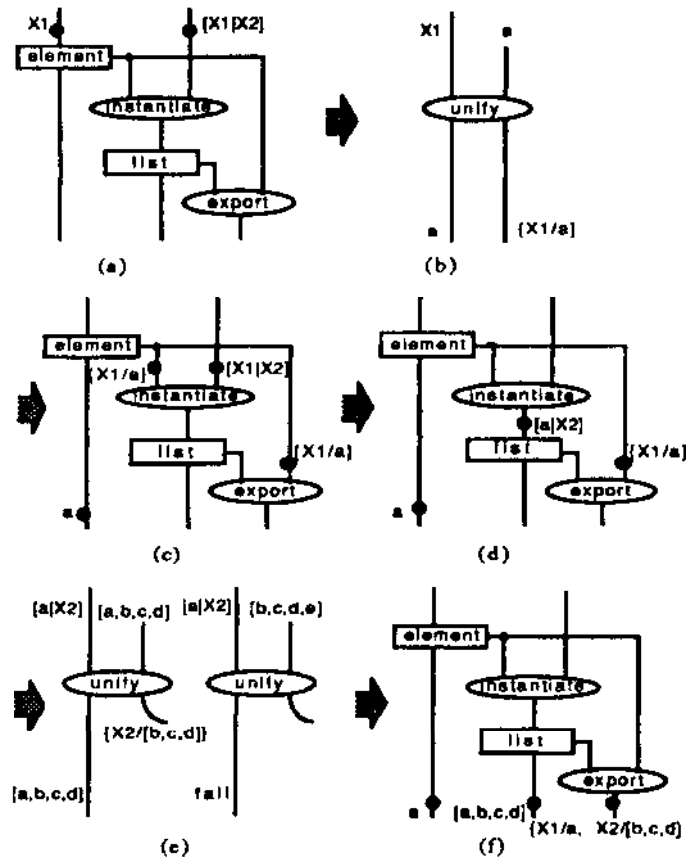 X1
[X1|X2]
element
instantiate
list
export
(a)
X1
a
unify
a
{X1/a]
(b)
element
{X1/a}
[X1|X2]
instantiate
list
{X1/a}
export
a
(c)
element
instantiate
[a|X2]
list
{X1/a}
export
a
(d)
[a|X2]
[a,b,c,d]
unify
{X2/[b,c,d]}
[a,b,c,d]
[a|X2]
{b,c,d,e}
unify
fail
(e)
element
instantiate
list
export
a
[a,b,c,d]
{X1/a, X2/[b,c,d]
(f)